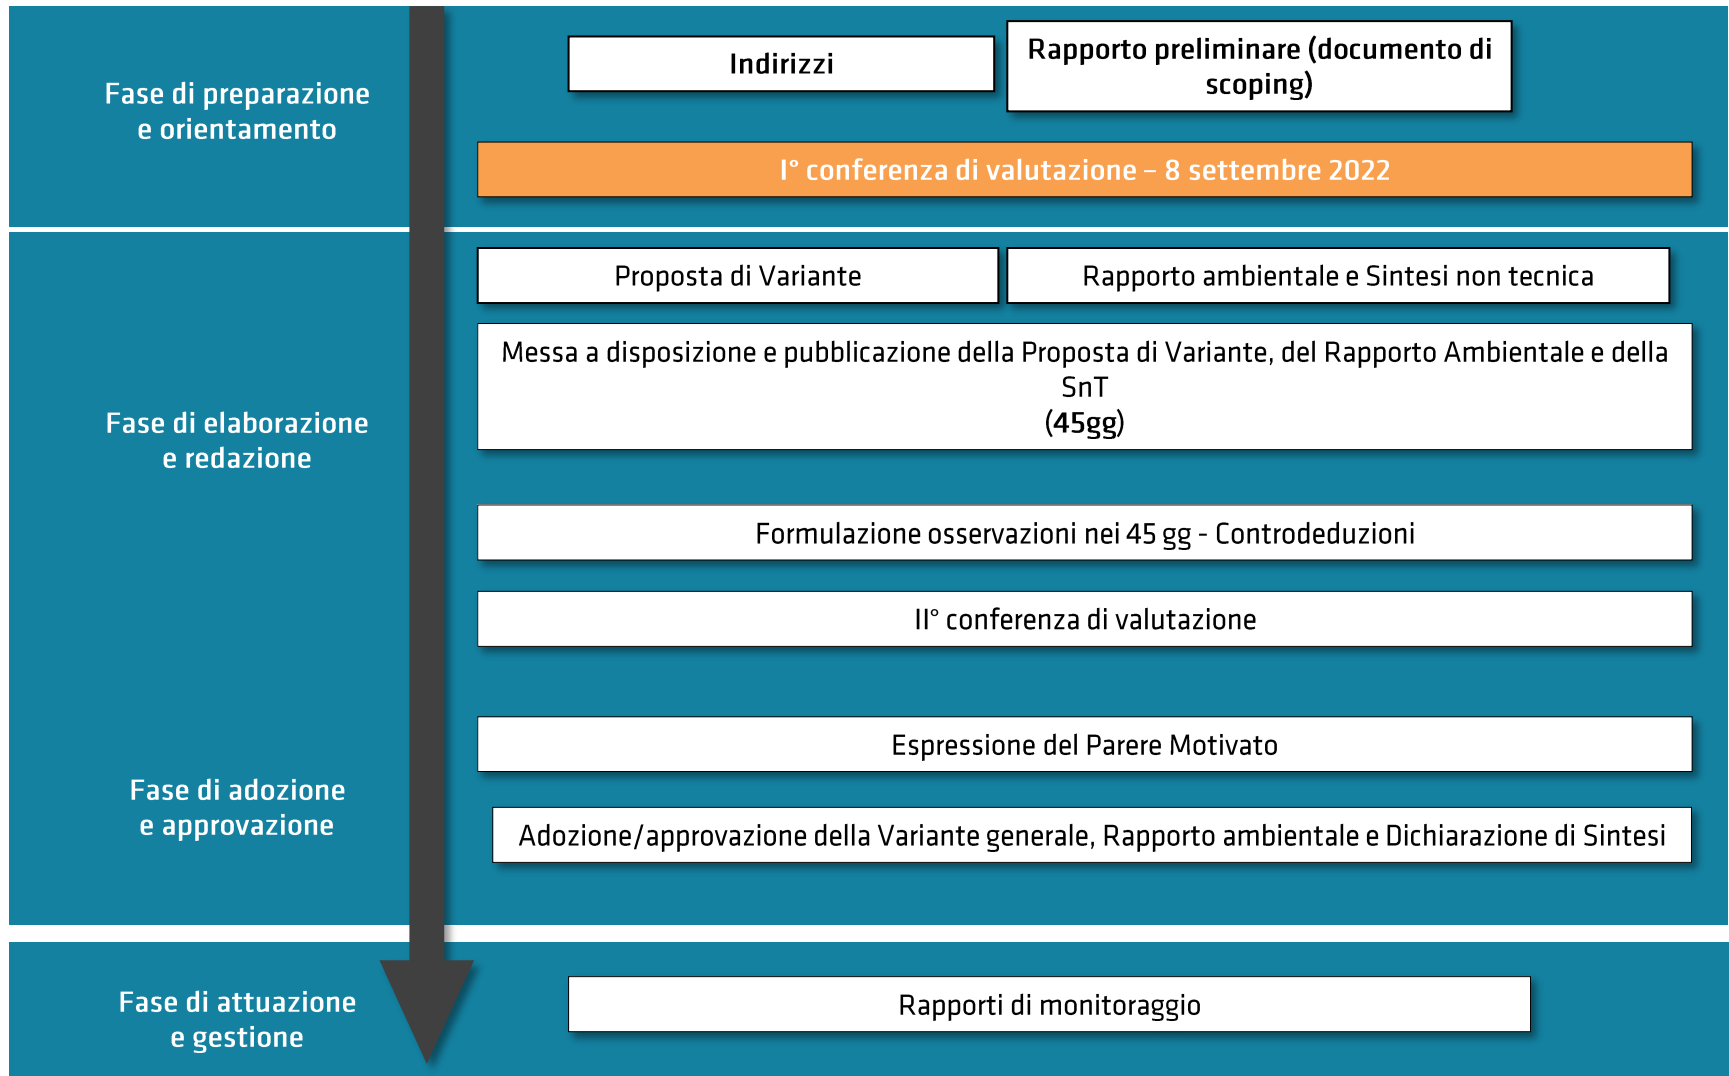 Fase di preparazione
e orientamento
Indirizzi
Rapporto preliminare (documento di
scoping)
I° conferenza di valutazione – 8 settembre 2022
Fase di elaborazione
e redazione
Proposta di Variante
Rapporto ambientale e Sintesi non tecnica
Messa a disposizione e pubblicazione della Proposta di Variante, del Rapporto Ambientale e della
SnT
(45gg)
Formulazione osservazioni nei 45 gg - Controdeduzioni
II° conferenza di valutazione
Fase di adozione
e approvazione
Espressione del Parere Motivato
Adozione/approvazione della Variante generale, Rapporto ambientale e Dichiarazione di Sintesi
Fase di attuazione
e gestione
Rapporti di monitoraggio